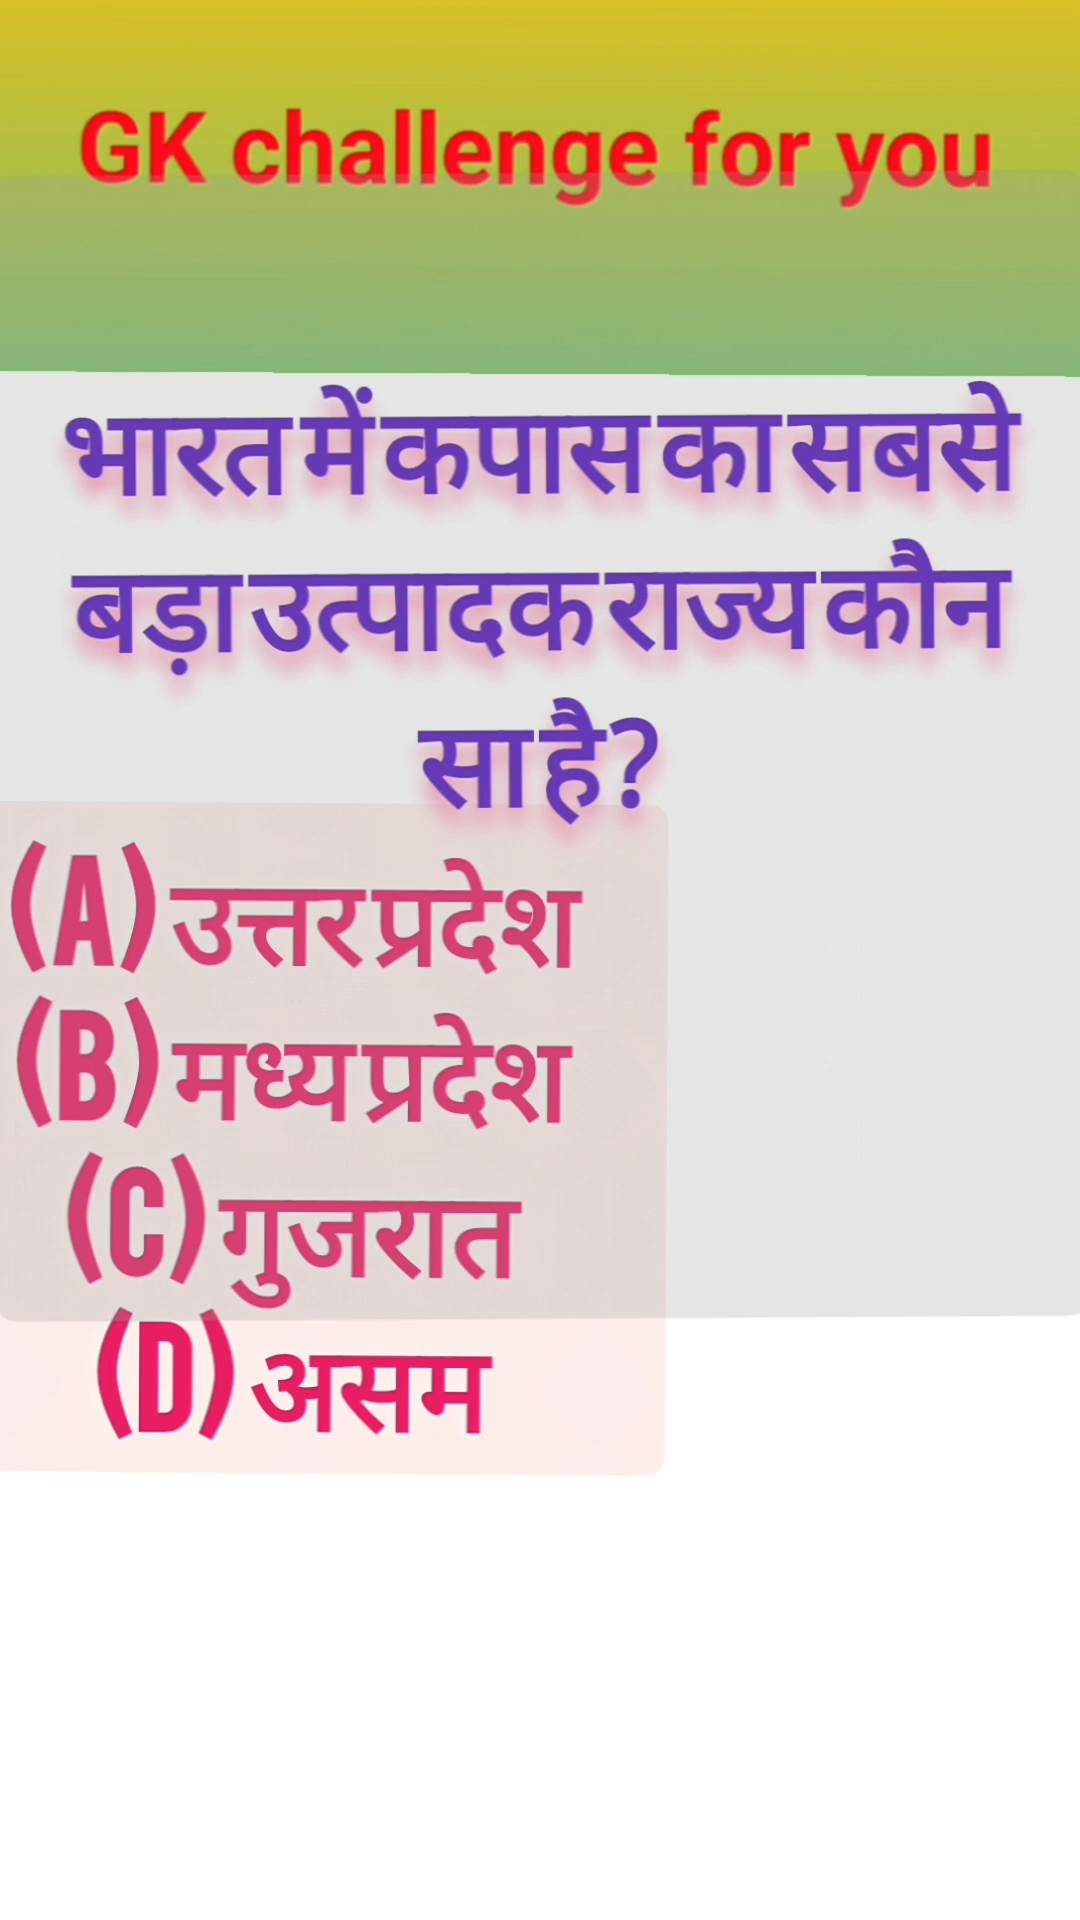 GK challenge for you
भारत में कपास का सबसे
बड़ा उत्पादक राज्य कौन
सा है?
(A) उत्तर प्रदेश
(B) मध्य प्रदेश
(C) गुजरात
(D) असम